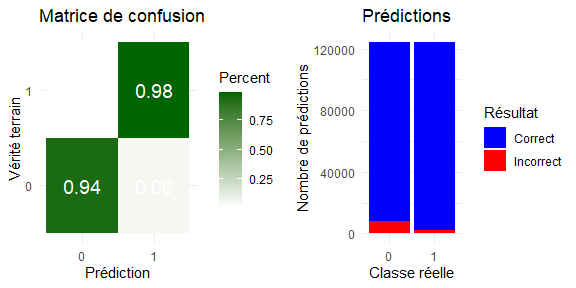 Matrice de confusion
Vérité terrain
1
0
0.98
0.94
0.06
0
1
Prédiction
Percent
0.75
0.50
0.25
Prédictions
Nombre de prédictions
120000
80000
40000
0
0
1
Classe réelle
Résultat
Correct
Incorrect